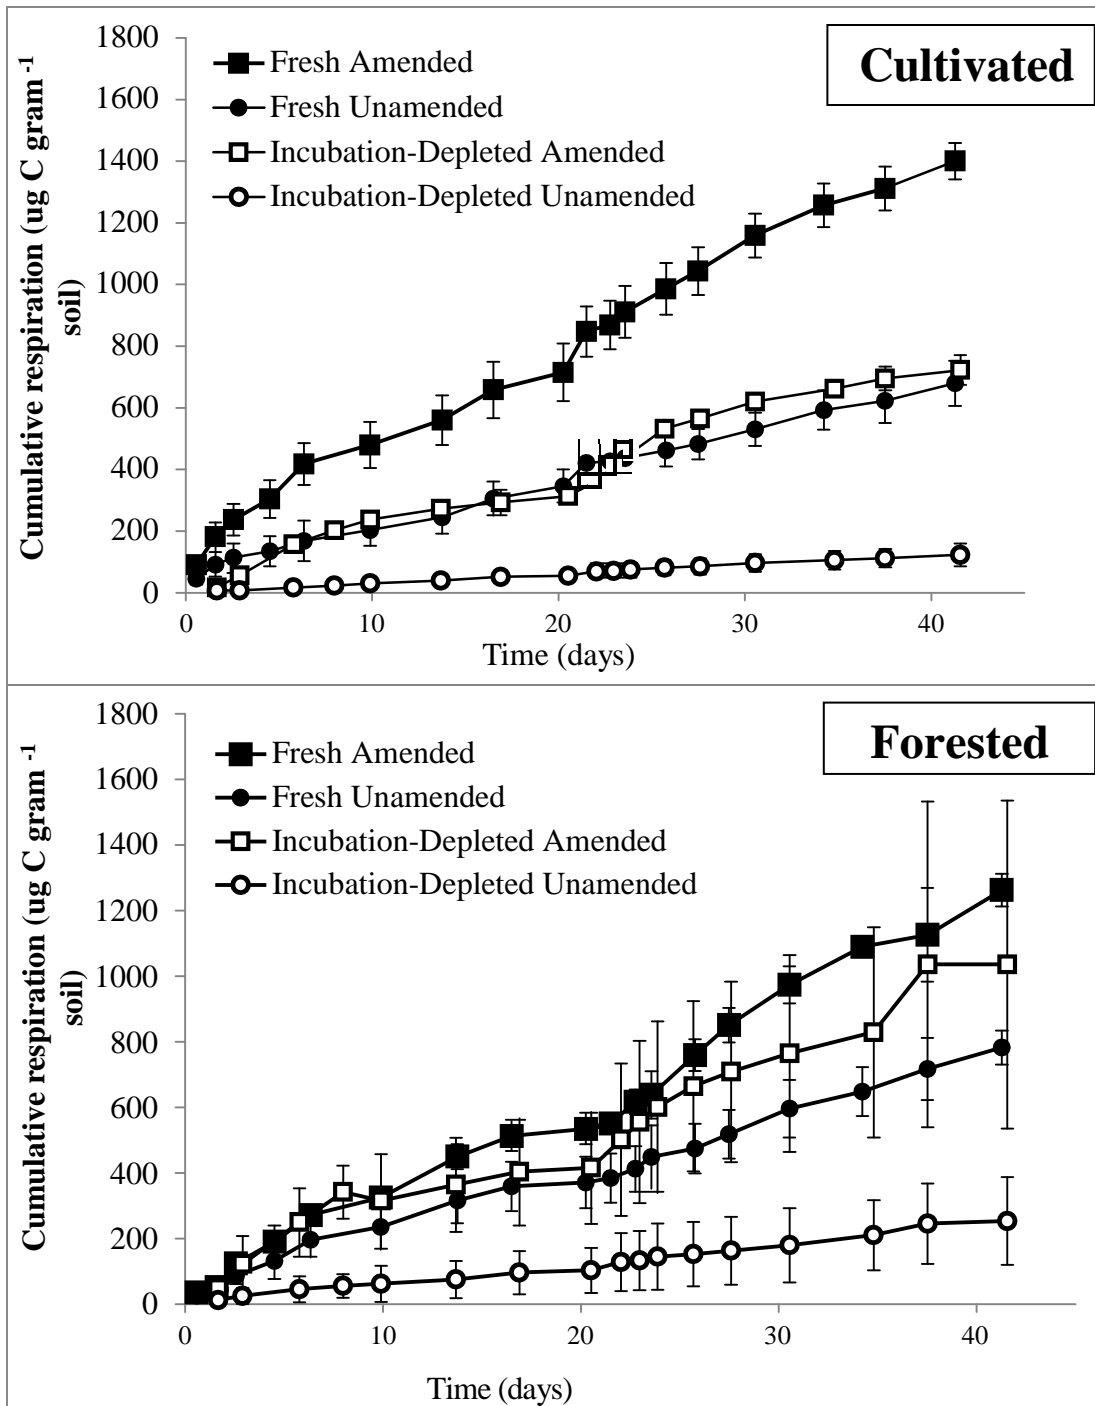 1800
1600
1400
1200
1000
800
600
400
200
0
Cumulative respiration (ug C gram -1
soil)
Fresh Amended
Fresh Unamended
Incubation-Depleted Amended
Incubation-Depleted Unamended
Cultivated
0 10 20 30 40
Time (days)
1800
1600
1400
1200
1000
800
600
400
200
0
Cumulative respiration (ug C gram -1
soil)
Fresh Amended
Fresh Unamended
Incubation-Depleted Amended
Incubation-Depleted Unamended
Forested
0 10 20 30 40
Time (days)